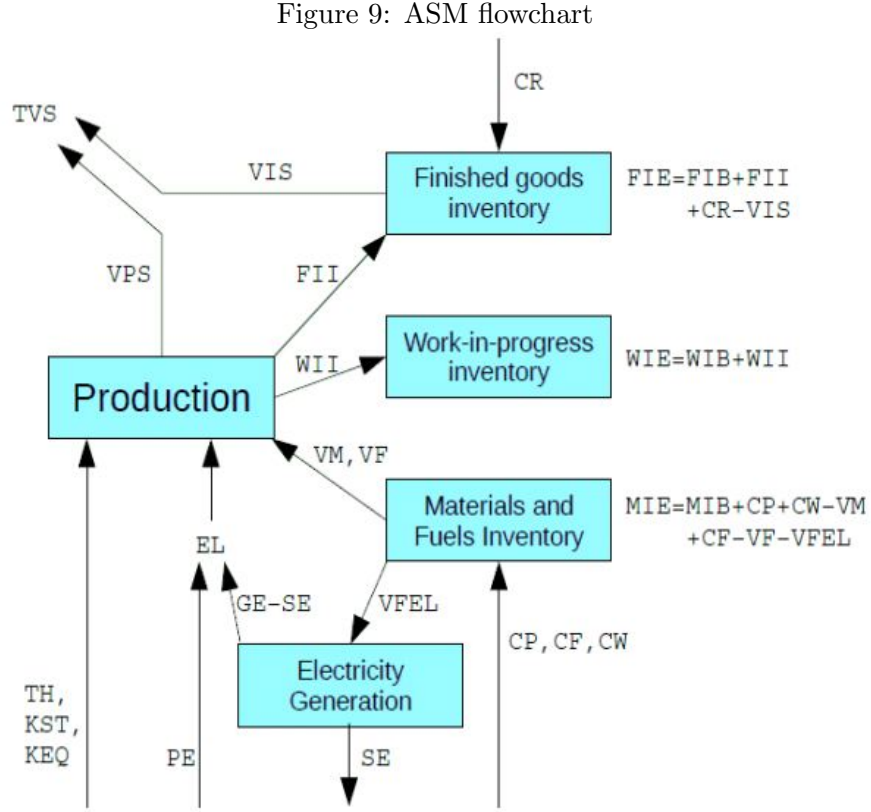 Figure 9: ASM flowchart
CR
TVS
VIS
Finished goods
inventory
FIE=FIB+FII
+CR-VIS
VPS
FII
Work-in-progress
inventory
WIE=WIB+WII
WII
Production
VM,VF
Materials and
Fuels Inventory
MIE=MIB+CP+CW-VM
+CF-VF-VFEL
EL
GE-SE
VFEL
CP,CF,CW
Electricity
Generation
TH,
KST,
KEQ
PE
SE